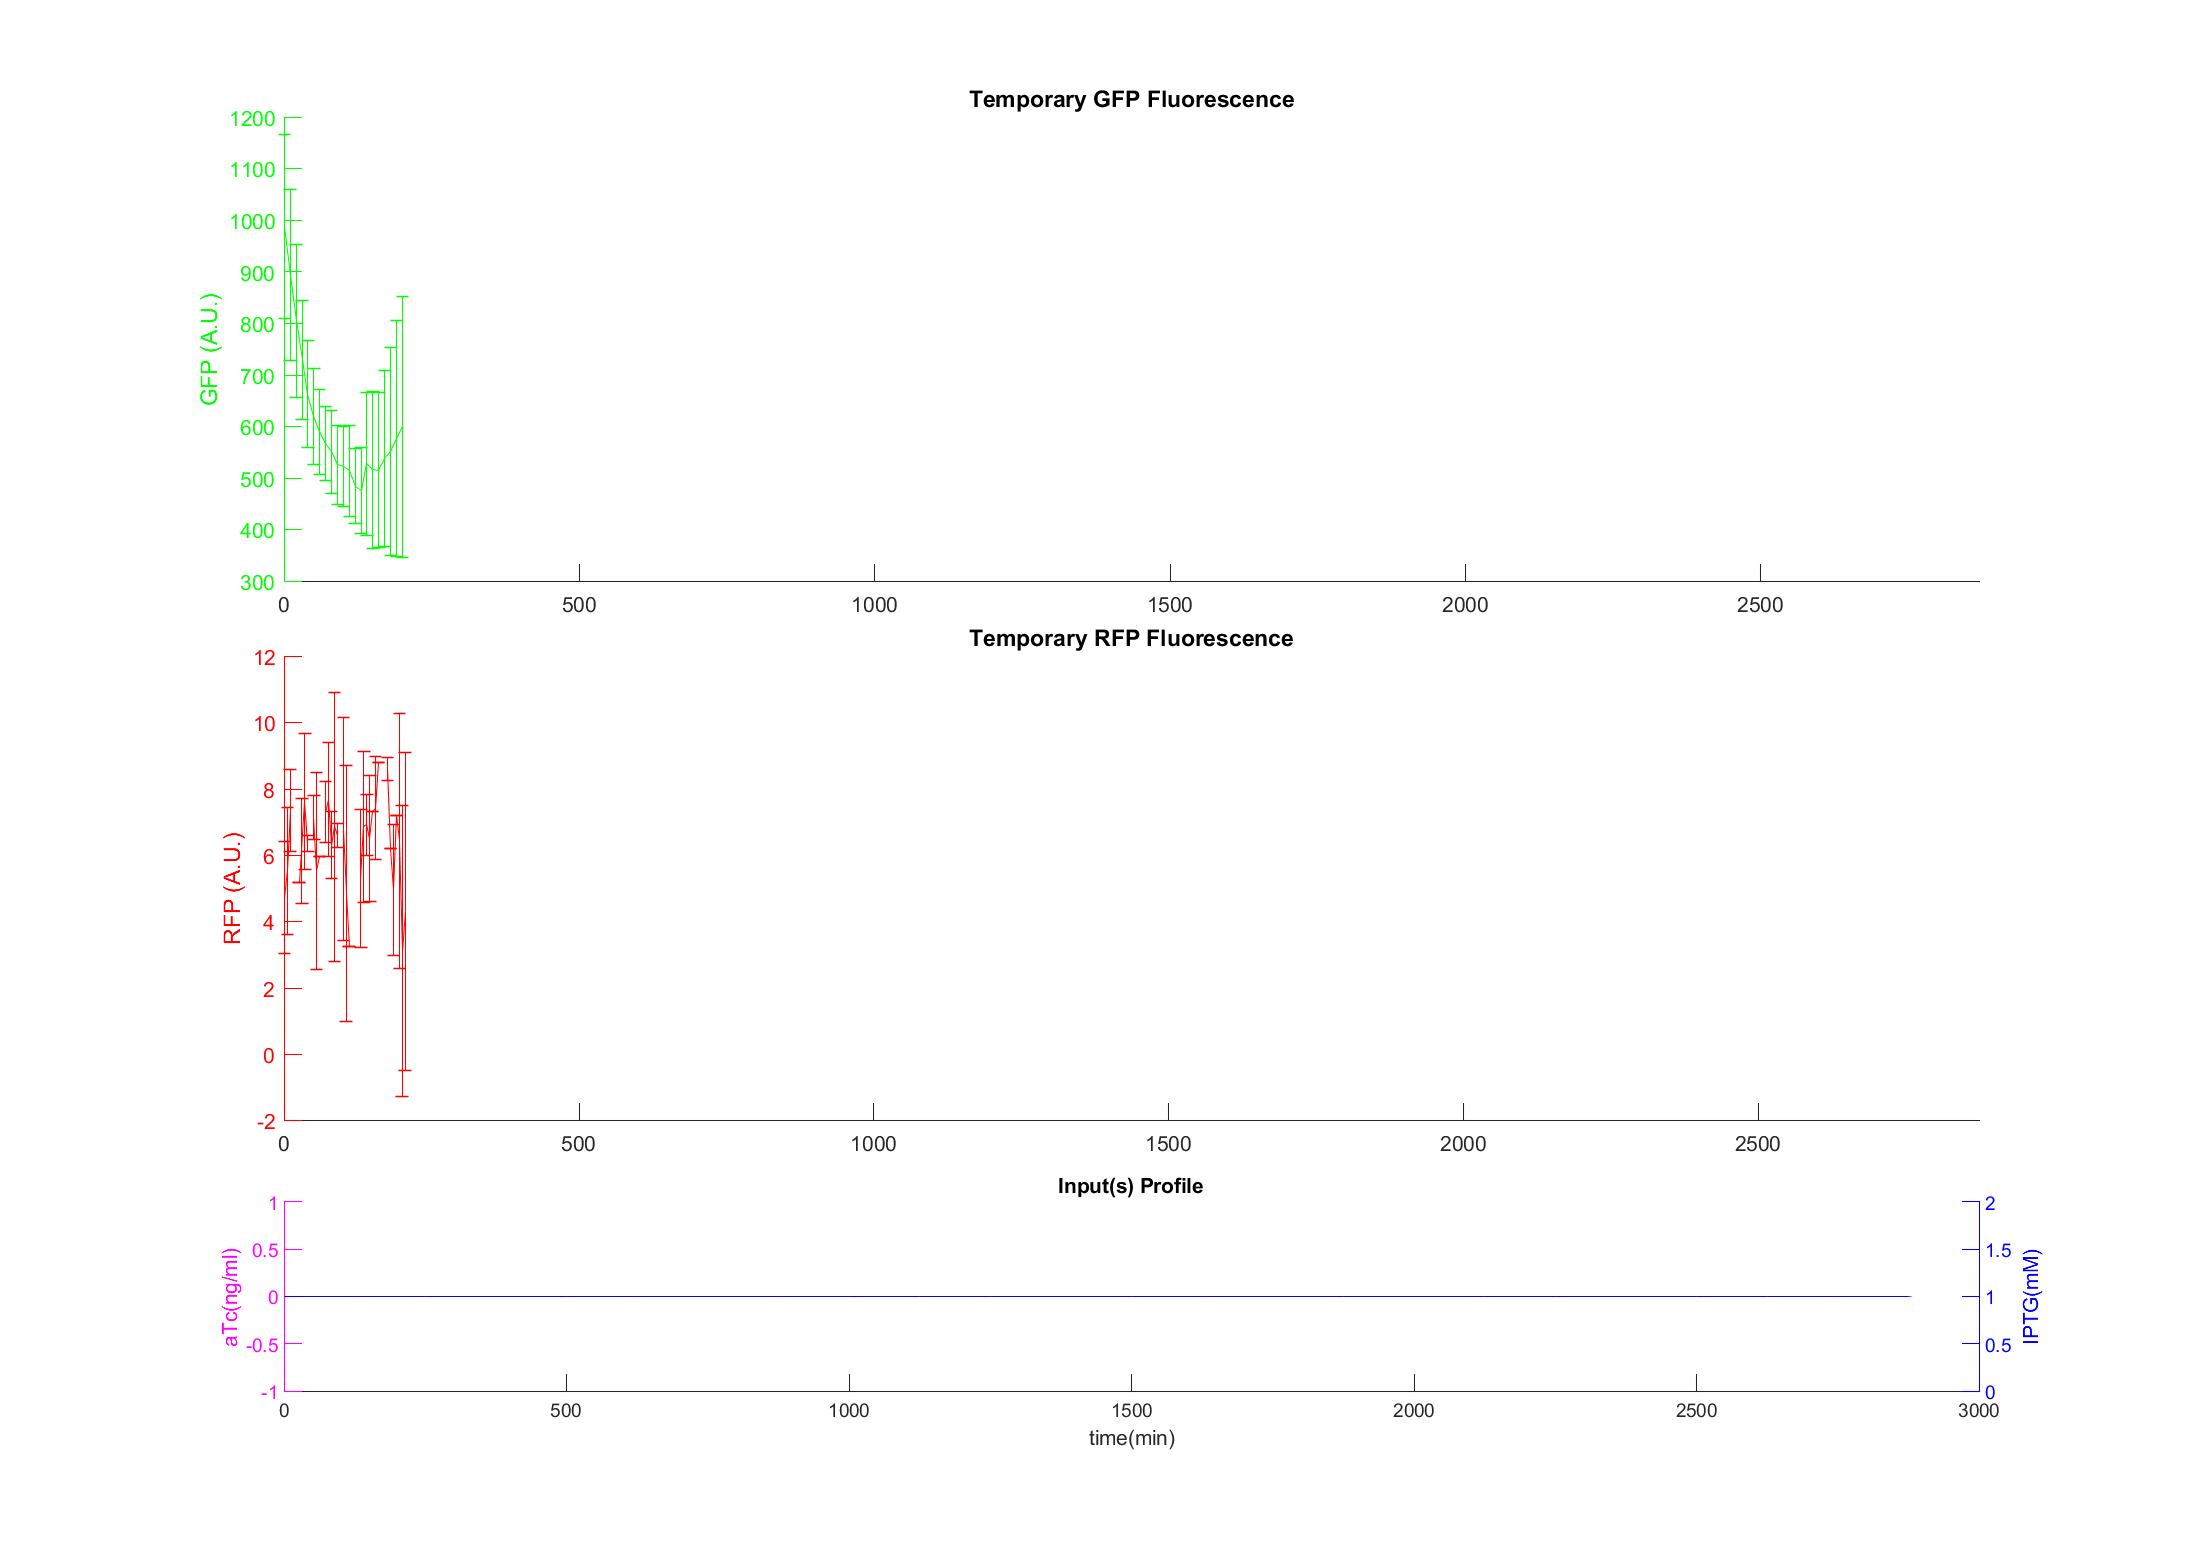 Temporary GFP Fluorescence
1200
1100
1000
900
800
700
600
500
400
300
GFP (A.U.)
0 500 1000 1500 2000 2500
Temporary RFP Fluorescence
12
10
8
6
4
2
0
-2
RFP (A.U.)
0 500 1000 1500 2000 2500
Input(s) Profile
1
0.5
0
-0.5
-1
aTc(ng/ml)
2
1.5
1
0.5
0
IPTG(mM)
0 500 1000 1500 2000 2500 3000
time(min)